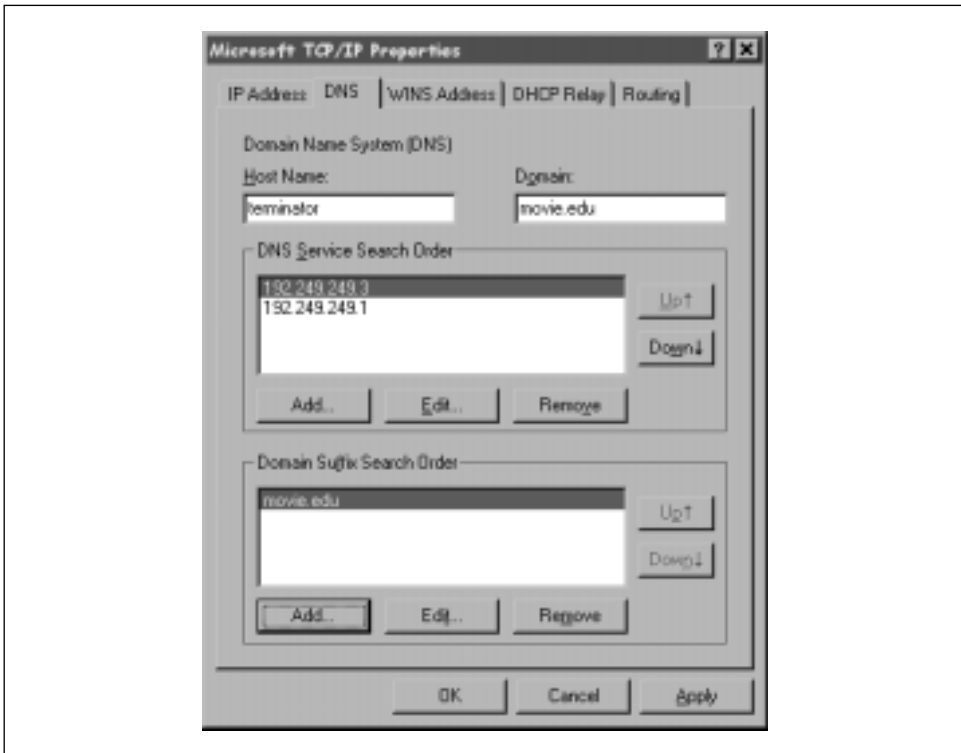 Microsoft TCP/IP Properties
IP Address DNS WINS Address DHCP Relay Routing
Domain Name System (DNS)
Host Name: Domain:
terminator movie.edu
DNS Service Search Order
192.249.249.3
192.249.249.1
Up↑
Down↓
Add... Edit... Remove
Domain Suffix Search Order
movie.edu
Up↑
Down↓
Add... Edit... Remove
OK Cancel Apply